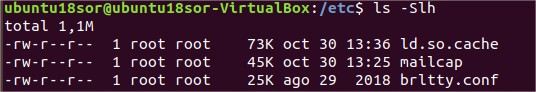 ubuntu18sor@ubuntu18sor-VirtualBox:/etc$ ls -Slh
total 1,1M
-rw-r--r--  1 root root    73K oct 30 13:36 ld.so.cache
-rw-r--r--  1 root root    45K oct 30 13:25 mailcap
-rw-r--r--  1 root root    25K ago 29  2018 brltty.conf